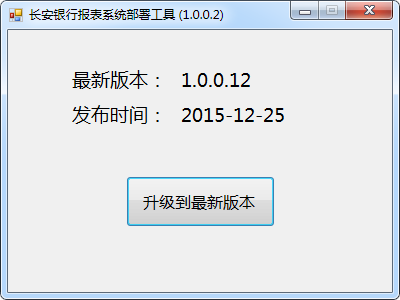 长安银行报表系统部署工具 (1.0.0.2)
最新版本： 1.0.0.12
发布时间： 2015-12-25
升级到最新版本